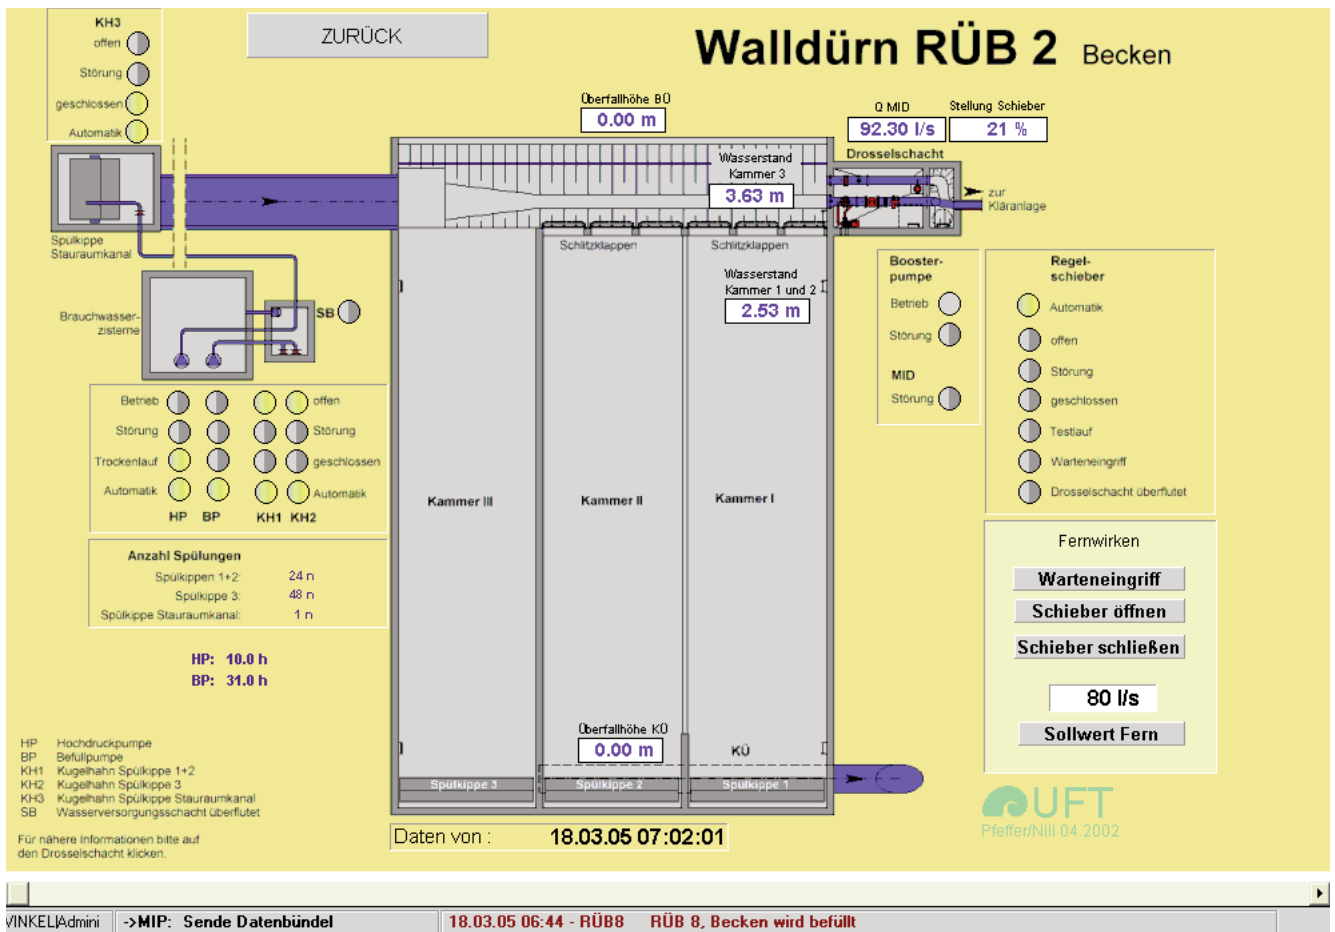 KH3
offen
Störung
geschlossen
Automatik
ZURÜCK
Walldürn RÜB 2 Becken
Überfallhöhe BÜ
0.00 m
Q MID
92.30 l/s
Stellung Schieber
21 %
Drosselschacht
Wasserstand
Kammer 3
3.63 m
zur
Kläranlage
Spülkippe
Stauraumkanal
Schlitzklappen
Schlitzklappen
Wasserstand
Kammer 1 und 2
2.53 m
Brauchwasser-
zisterne
SB
Booster-
pumpe
Betrieb
Störung
MID
Störung
Regel-
schieber
Automatik
offen
Störung
geschlossen
Testlauf
Warteneingriff
Drosselschacht überflutet
Betrieb
Störung
Trockenlauf
Automatik
offen
Störung
geschlossen
Automatik
HP BP KH1 KH2
Kammer III
Kammer II
Kammer I
Anzahl Spülungen
Spülkippen 1+2: 24 n
Spülkippe 3: 48 n
Spülkippe Stauraumkanal: 1 n
HP: 10.0 h
BP: 31.0 h
Fernwirken
Warteneingriff
Schieber öffnen
Schieber schließen
80 l/s
Sollwert Fern
Überfallhöhe KÜ
0.00 m
KÜ
Spülkippe 3
Spülkippe 2
Spülkippe 1
HP Hochdruckpumpe
BP Befüllpumpe
KH1 Kugelhahn Spülkippe 1+2
KH2 Kugelhahn Spülkippe 3
KH3 Kugelhahn Spülkippe Stauraumkanal
SB Wasserversorgungsschacht überflutet
Für nähere Informationen bitte auf
den Drosselschacht klicken.
UFT
Pfeffer/Nill 04.2002
Daten von : 18.03.05 07:02:01
VINKEL|Admini
->MIP: Sende Datenbündel
18.03.05 06:44 - RÜB8 RÜB 8, Becken wird befüllt